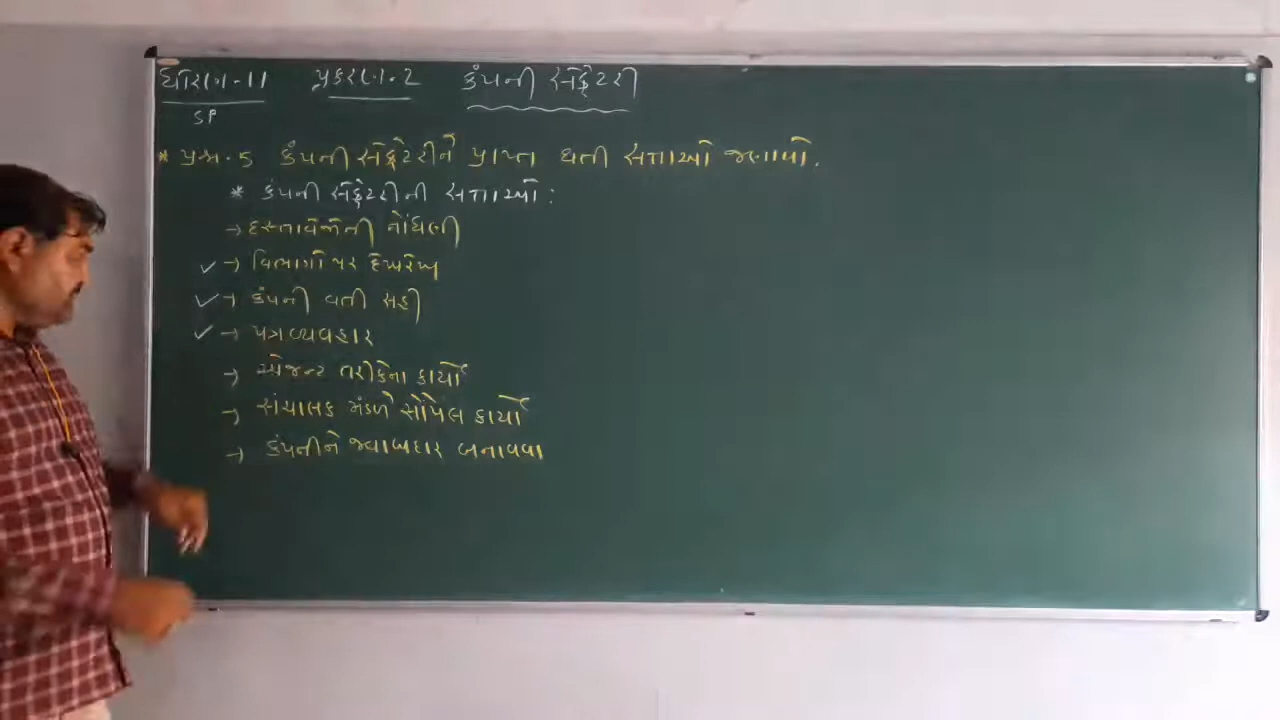 ધોરણ-11 પ્રકરણ.2 કંપની સેક્રેટરી
SP
* પ્રશ્ન.5 કંપની સેક્રેટરીને પ્રાપ્ત થતી સત્તાઓ જણાવો.
* કંપની સેક્રેટરીની સત્તાઓ :
→ દસ્તાવેજોની નોંધણી
✓ → વિભાગો પર દેખરેખ
✓ → કંપની વતી સહી
✓ → પત્રવ્યવહાર
→ એજન્ટ તરીકેના કાર્યો
→ સંચાલક મંડળે સોંપેલ કાર્યો
→ કંપનીને જવાબદાર બનાવવા